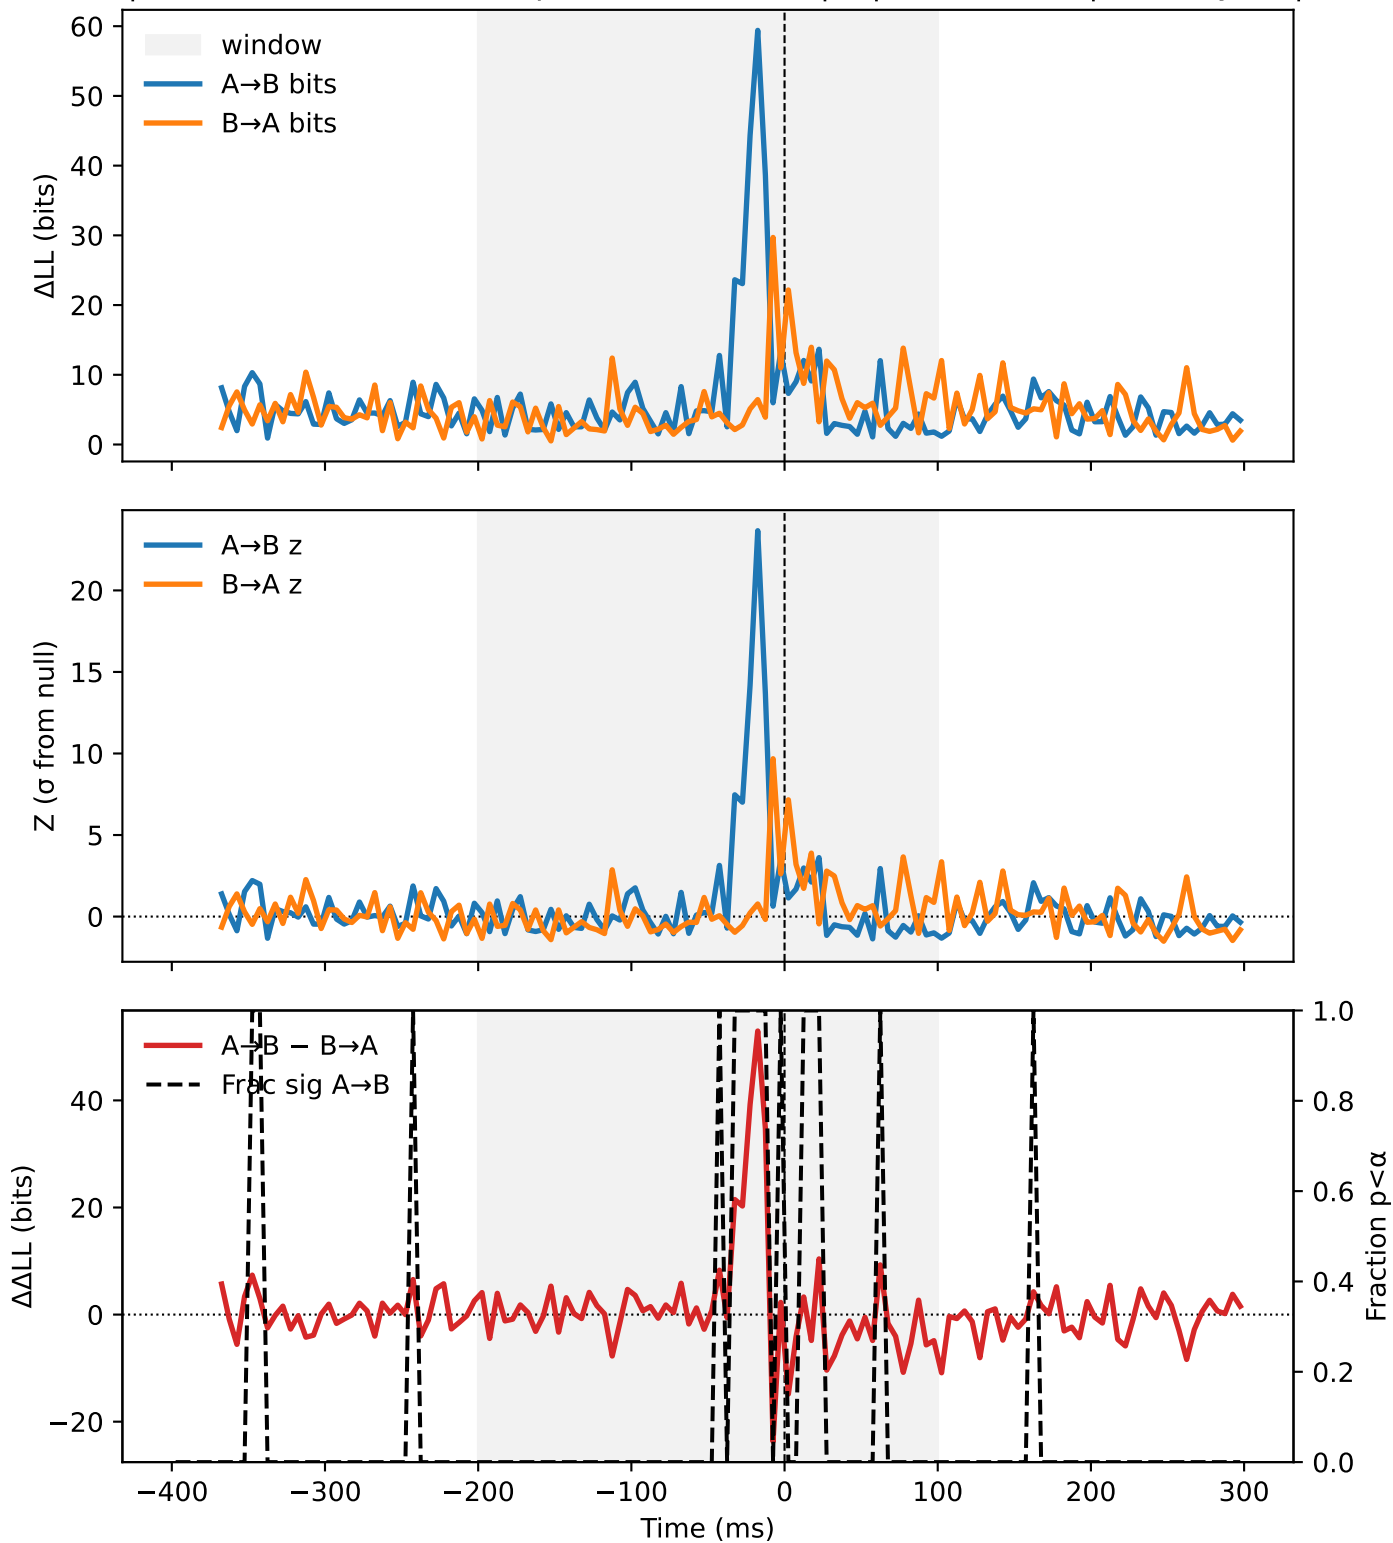 60
50
40
30
20
10
0
ΔLL (bits)
window
A→B bits
B→A bits
20
15
10
5
0
Z (σ from null)
A→B z
B→A z
40
20
0
−20
ΔΔLL (bits)
A→B − B→A
Frac sig A→B
1.0
0.8
0.6
0.4
0.2
0.0
Fraction p<α
−400 −300 −200 −100 0 100 200 300
Time (ms)